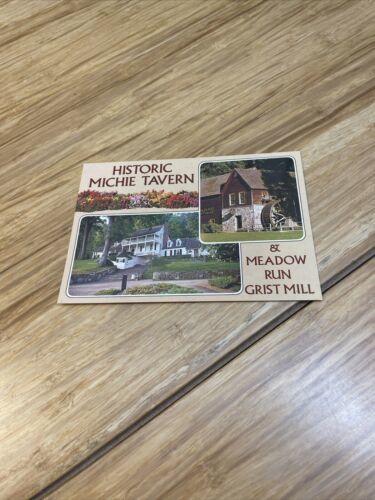 HISTORIC
MICHIE TAVERN
&
MEADOW
RUN
GRIST MILL